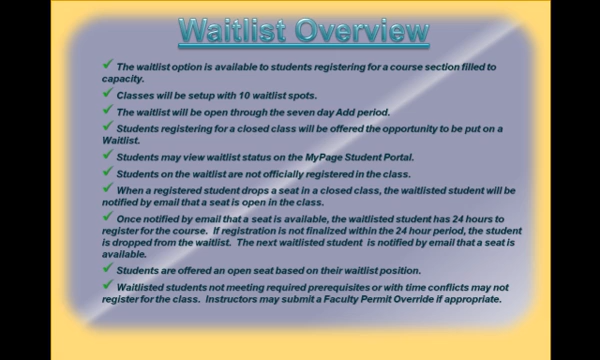 Waitlist Overview
✓ The waitlist option is available to students registering for a course section filled to
capacity.
✓ Classes will be setup with 10 waitlist spots.
✓ The waitlist will be open through the seven day Add period.
✓ Students registering for a closed class will be offered the opportunity to be put on a
Waitlist.
✓ Students may view waitlist status on the MyPage Student Portal.
✓ Students on the waitlist are not officially registered in the class.
✓ When a registered student drops a seat in a closed class, the waitlisted student will be
notified by email that a seat is open in the class.
✓ Once notified by email that a seat is available, the waitlisted student has 24 hours to
register for the course.  If registration is not finalized within the 24 hour period, the student
is dropped from the waitlist.  The next waitlisted student  is notified by email that a seat is
available.
✓ Students are offered an open seat based on their waitlist position.
✓ Waitlisted students not meeting required prerequisites or with time conflicts may not
register for the class.  Instructors may submit a Faculty Permit Override if appropriate.